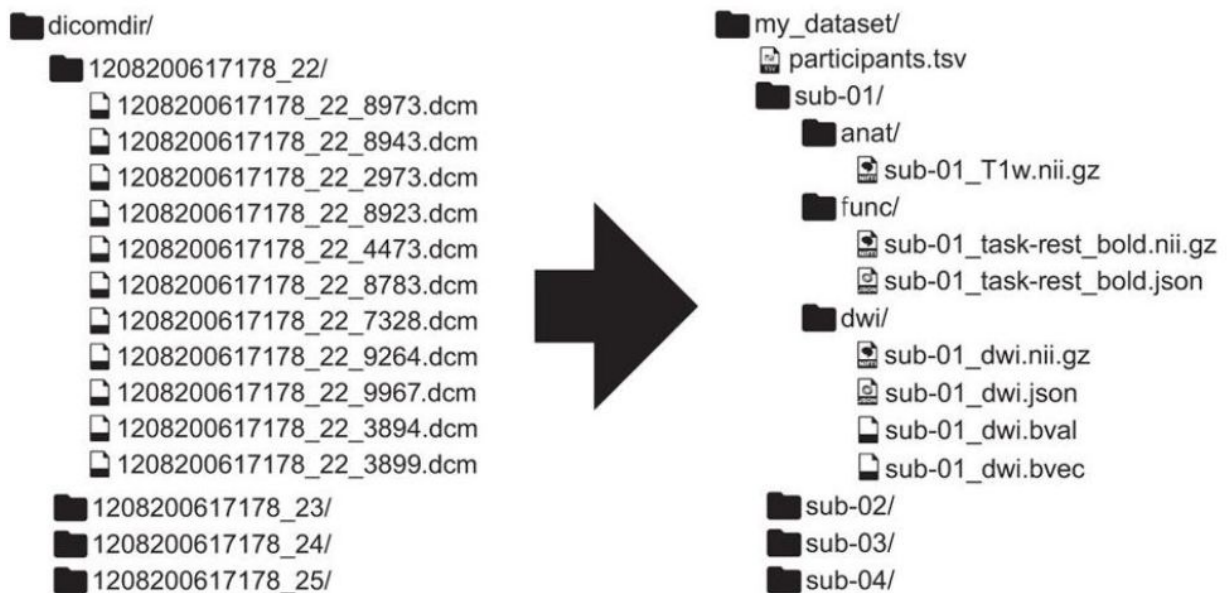 dicomdir/
1208200617178_22/
1208200617178_22_8973.dcm
1208200617178_22_8943.dcm
1208200617178_22_2973.dcm
1208200617178_22_8923.dcm
1208200617178_22_4473.dcm
1208200617178_22_8783.dcm
1208200617178_22_7328.dcm
1208200617178_22_9264.dcm
1208200617178_22_9967.dcm
1208200617178_22_3894.dcm
1208200617178_22_3899.dcm
1208200617178_23/
1208200617178_24/
1208200617178_25/
my_dataset/
participants.tsv
sub-01/
anat/
sub-01_T1w.nii.gz
func/
sub-01_task-rest_bold.nii.gz
sub-01_task-rest_bold.json
dwi/
sub-01_dwi.nii.gz
sub-01_dwi.json
sub-01_dwi.bval
sub-01_dwi.bvec
sub-02/
sub-03/
sub-04/